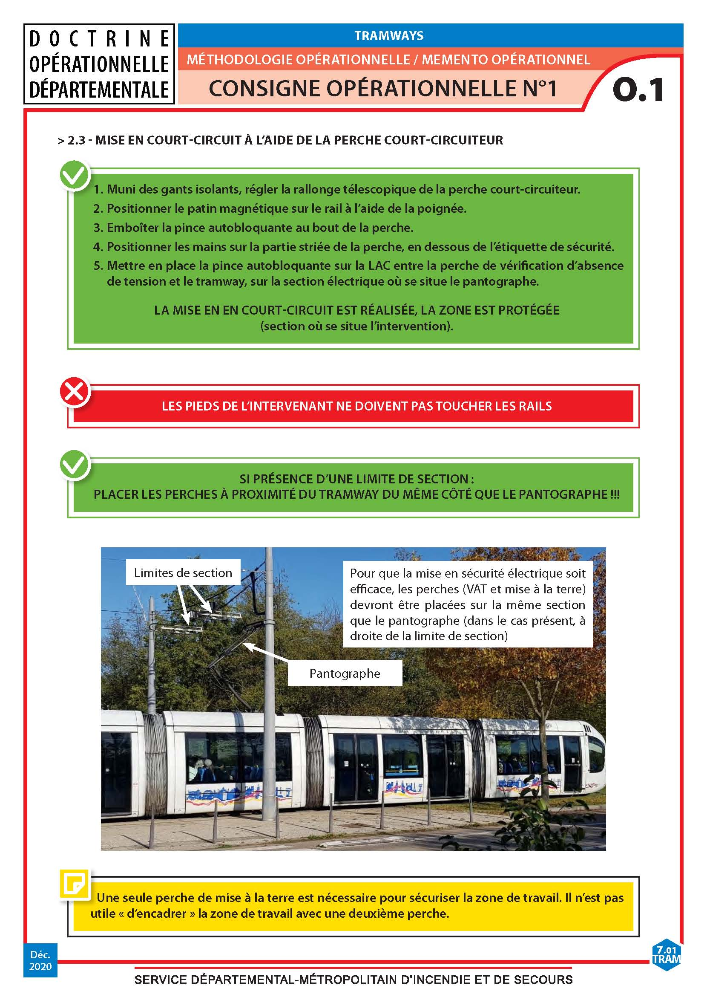 DOCTRINE
OPÉRATIONNELLE
DÉPARTEMENTALE
TRAMWAYS
MÉTHODOLOGIE OPÉRATIONNELLE / MEMENTO OPÉRATIONNEL
CONSIGNE OPÉRATIONNELLE N°1
O.1
> 2.3 - MISE EN COURT-CIRCUIT À L’AIDE DE LA PERCHE COURT-CIRCUITEUR
1. Muni des gants isolants, régler la rallonge télescopique de la perche court-circuiteur.
2. Positionner le patin magnétique sur le rail à l’aide de la poignée.
3. Emboîter la pince autobloquante au bout de la perche.
4. Positionner les mains sur la partie striée de la perche, en dessous de l’étiquette de sécurité.
5. Mettre en place la pince autobloquante sur la LAC entre la perche de vérification d’absence
de tension et le tramway, sur la section électrique où se situe le pantographe.
LA MISE EN EN COURT-CIRCUIT EST RÉALISÉE, LA ZONE EST PROTÉGÉE
(section où se situe l’intervention).
LES PIEDS DE L’INTERVENANT NE DOIVENT PAS TOUCHER LES RAILS
SI PRÉSENCE D’UNE LIMITE DE SECTION :
PLACER LES PERCHES À PROXIMITÉ DU TRAMWAY DU MÊME CÔTÉ QUE LE PANTOGRAPHE !!!
Limites de section
Pour que la mise en sécurité électrique soit
efficace, les perches (VAT et mise à la terre)
devront être placées sur la même section
que le pantographe (dans le cas présent, à
droite de la limite de section)
Pantographe
Une seule perche de mise à la terre est nécessaire pour sécuriser la zone de travail. Il n’est pas
utile « d’encadrer » la zone de travail avec une deuxième perche.
Déc.
2020
7.01
TRAM
SERVICE DÉPARTEMENTAL-MÉTROPOLITAIN D’INCENDIE ET DE SECOURS